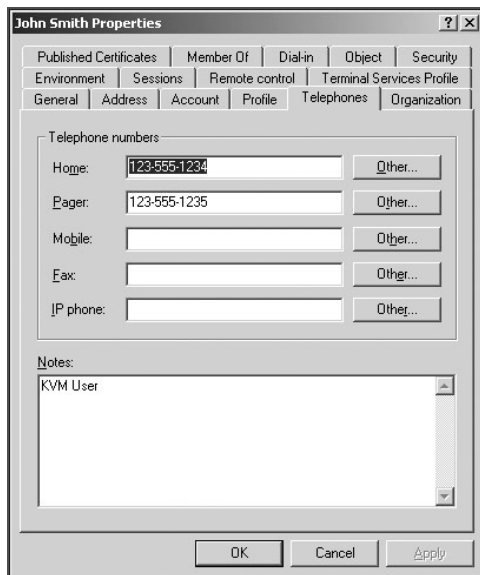 John Smith Properties
Published Certificates Member Of Dial-in Object Security
Environment Sessions Remote control Terminal Services Profile
General Address Account Profile Telephones Organization
Telephone numbers
Home: 123-555-1234 Other...
Pager: 123-555-1235 Other...
Mobile: Other...
Fax: Other...
IP phone: Other...
Notes:
KVM User
OK Cancel Apply